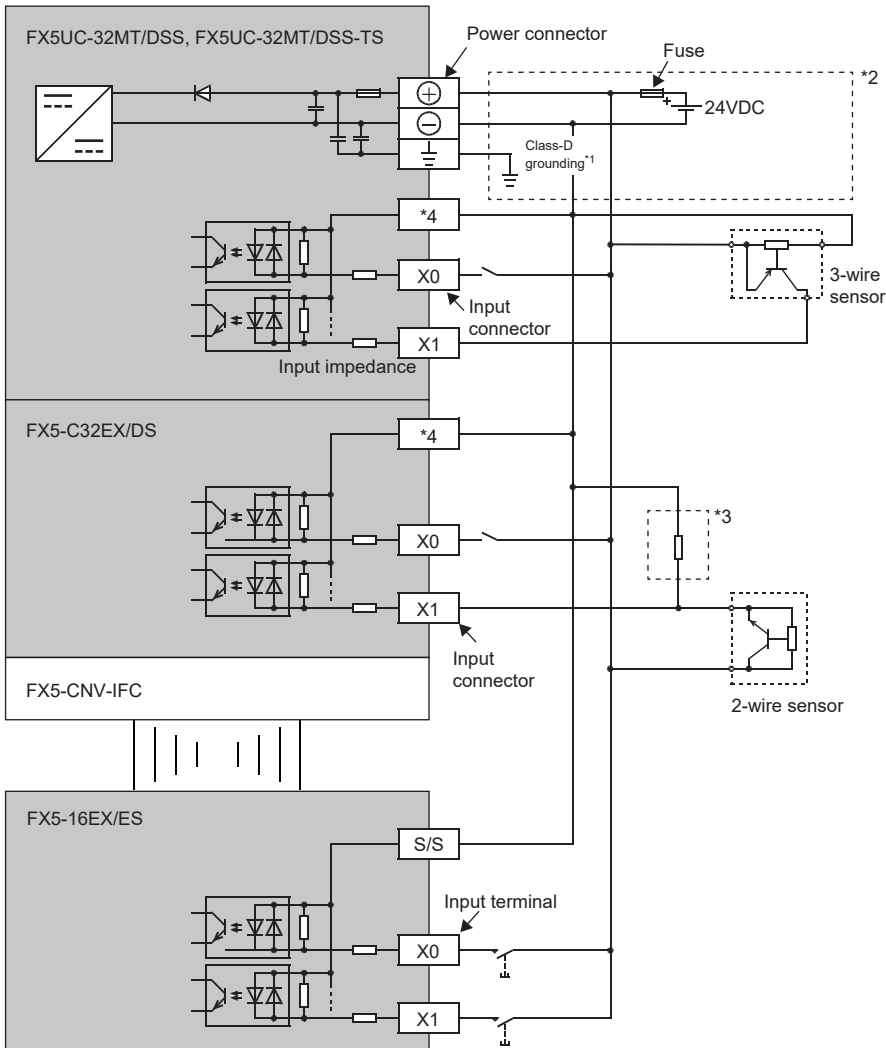 FX5UC-32MT/DSS, FX5UC-32MT/DSS-TS
Power connector
Fuse
*2
24VDC
Class-D
grounding*1
*4
X0
Input
connector
X1
Input impedance
3-wire
sensor
FX5-C32EX/DS
*4
*3
X0
X1
Input
connector
2-wire sensor
FX5-CNV-IFC
FX5-16EX/ES
S/S
Input terminal
X0
X1